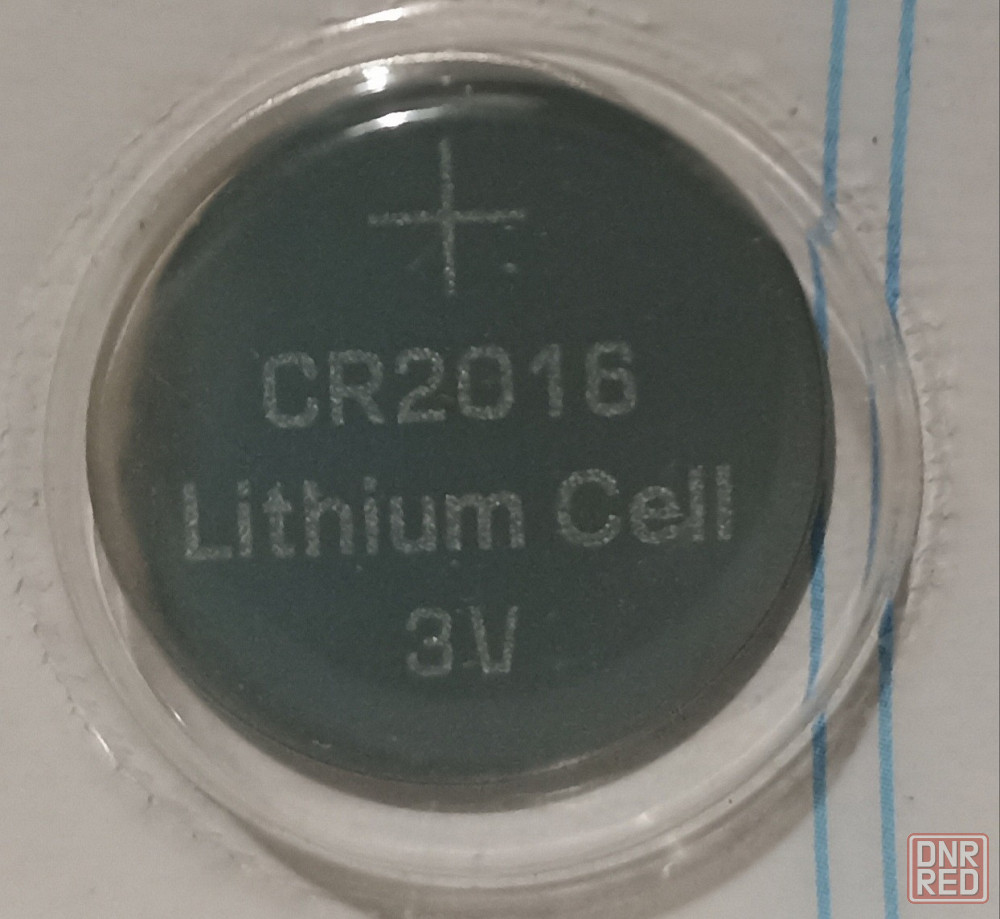 +
CR2016
Lithium Cell
3V
DNR
RED